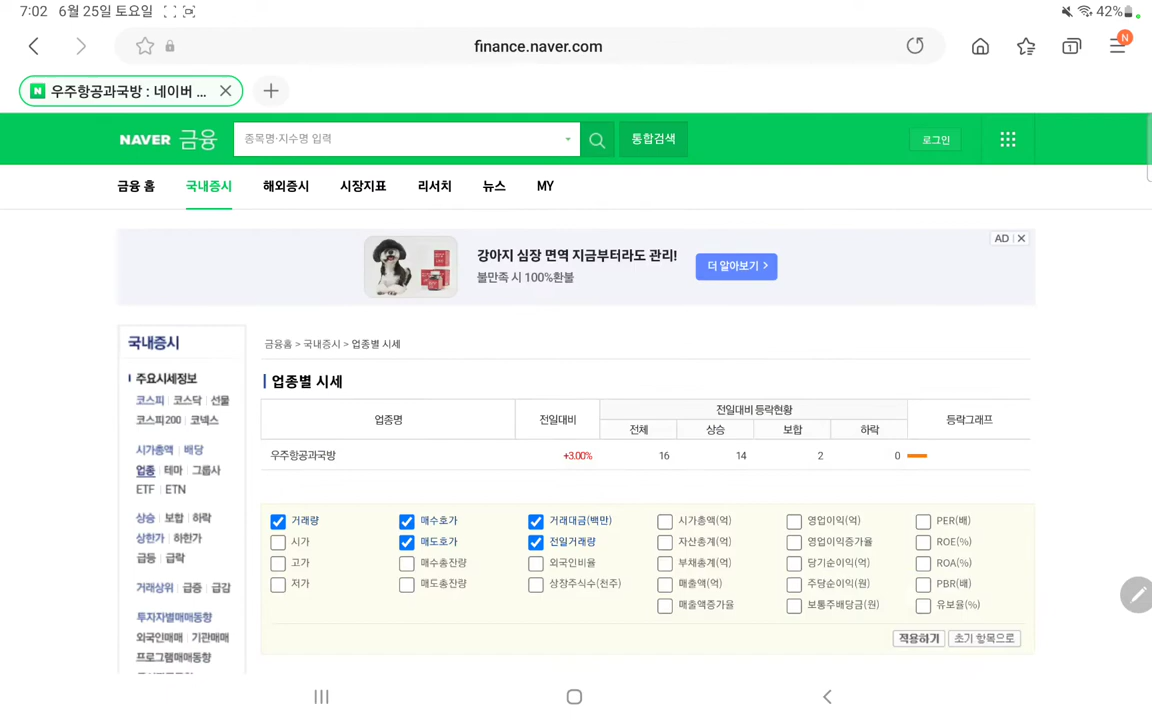 7:02 6월 25일 토요일 42%
finance.naver.com 1 N
N 우주항공과국방 : 네이버 ...
NAVER 금융 종목명·지수명 입력 통합검색 로그인
금융 홈 국내증시 해외증시 시장지표 리서치 뉴스 MY
강아지 심장 면역 지금부터라도 관리!
불만족 시 100%환불
더 알아보기 >
AD X
국내증시
주요시세정보
코스피 코스닥 선물
코스피200 코넥스
시가총액 배당
업종 테마 그룹사
ETF ETN
상승 보합 하락
상한가 하한가
급등 급락
거래상위 급증 급감
투자자별매매동향
외국인매매 기관매매
프로그램매매동향
금융홈 > 국내증시 > 업종별 시세
업종별 시세
업종명 전일대비 전일대비 등락현황 등락그래프
전체 상승 보합 하락
우주항공과국방 +3.00% 16 14 2 0
거래량 매수호가 거래대금(백만) 시가총액(억) 영업이익(억) PER(배)
시가 매도호가 전일거래량 자산총계(억) 영업이익증가율 ROE(%)
고가 매수총잔량 외국인비율 부채총계(억) 당기순이익(억) ROA(%)
저가 매도총잔량 상장주식수(천주) 매출액(억) 주당순이익(원) PBR(배)
매출액증가율 보통주배당금(원) 유보율(%)
적용하기 초기 항목으로